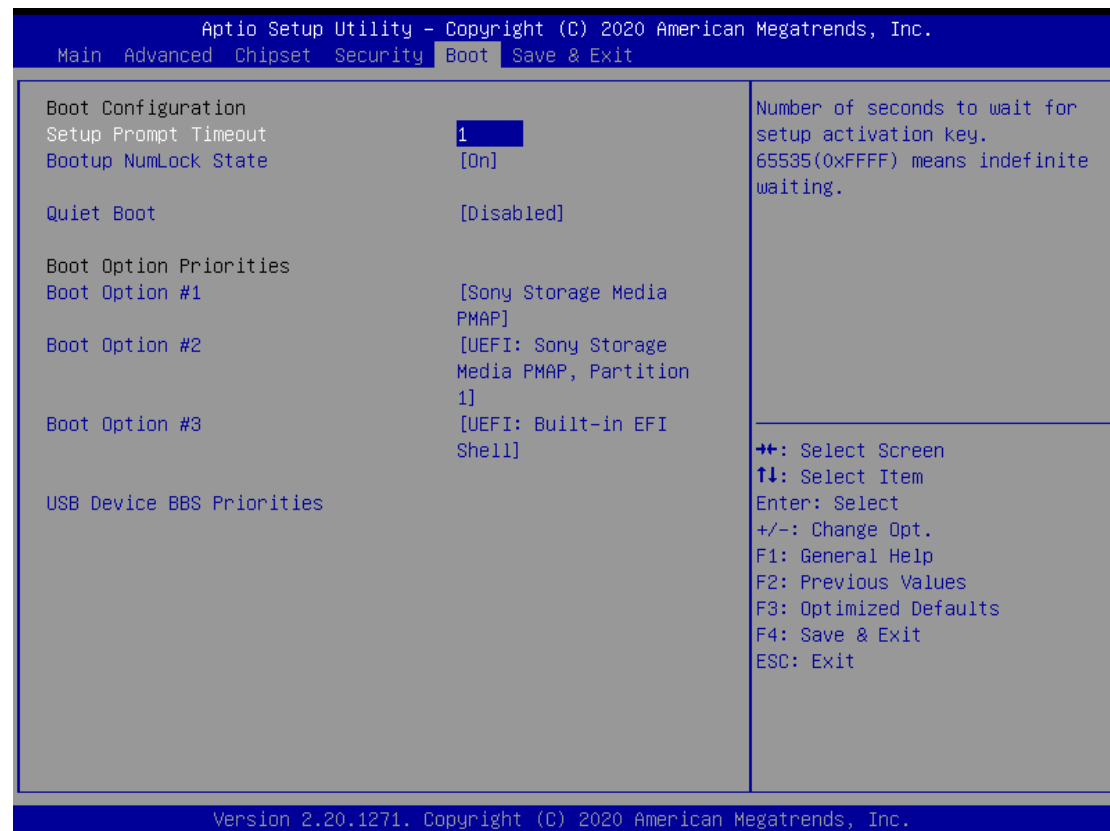 Aptio Setup Utility – Copyright (C) 2020 American Megatrends, Inc.
Main Advanced Chipset Security Boot Save & Exit
Boot Configuration
Setup Prompt Timeout 1
Bootup NumLock State [On]
Quiet Boot [Disabled]
Boot Option Priorities
Boot Option #1 [Sony Storage Media
PMAP]
Boot Option #2 [UEFI: Sony Storage
Media PMAP, Partition
1]
Boot Option #3 [UEFI: Built-in EFI
Shell]
USB Device BBS Priorities
Number of seconds to wait for
setup activation key.
65535(0xFFFF) means indefinite
waiting.
→←: Select Screen
↑↓: Select Item
Enter: Select
+/-: Change Opt.
F1: General Help
F2: Previous Values
F3: Optimized Defaults
F4: Save & Exit
ESC: Exit
Version 2.20.1271. Copyright (C) 2020 American Megatrends, Inc.